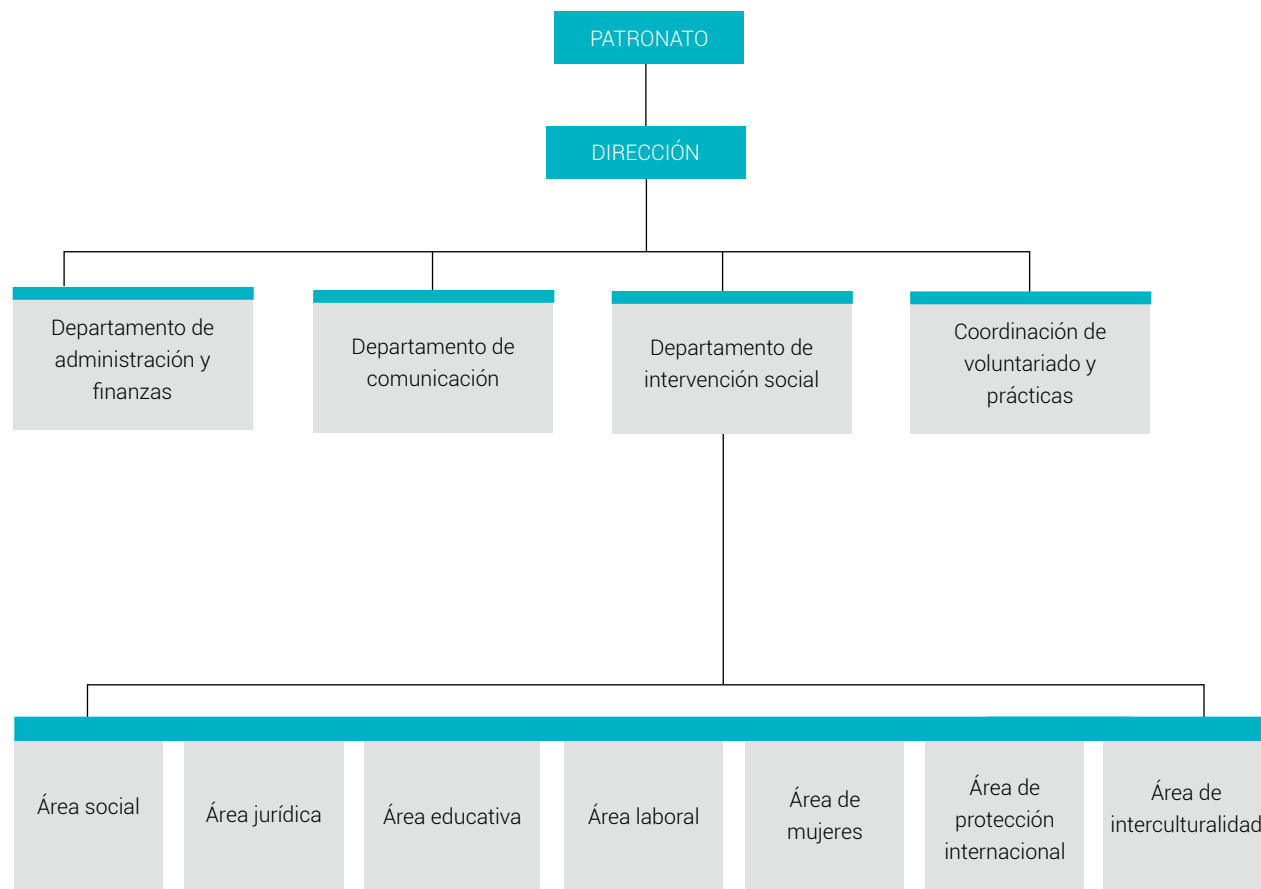 PATRONATO
DIRECCIÓN
Departamento de
administración y
finanzas
Departamento de
comunicación
Departamento de
intervención social
Coordinación de
voluntariado y
prácticas
Área social
Área jurídica
Área educativa
Área laboral
Área de
mujeres
Área de
protección
internacional
Área de
interculturalidad